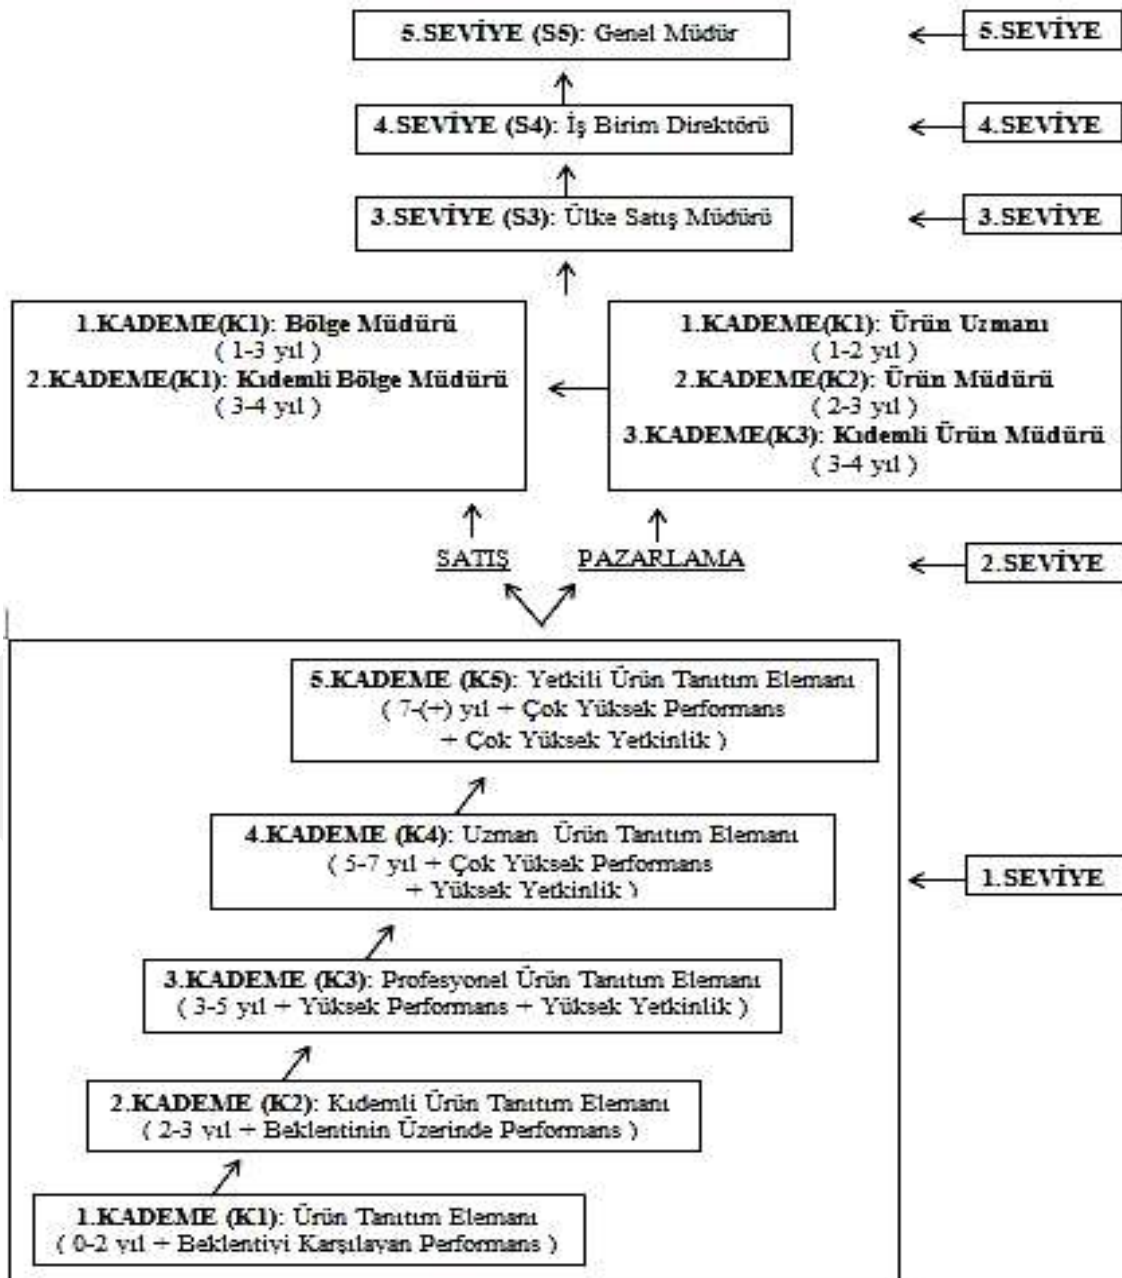 5.SEVİYE (S5): Genel Müdür
5.SEVİYE
4.SEVİYE (S4): İş Birim Direktörü
4.SEVİYE
3.SEVİYE (S3): Ülke Satış Müdürü
3.SEVİYE
1.KADEME(K1): Bölge Müdürü
( 1-3 yıl )
2.KADEME(K1): Kıdemli Bölge Müdürü
( 3-4 yıl )
1.KADEME(K1): Ürün Uzmanı
( 1-2 yıl )
2.KADEME(K2): Ürün Müdürü
( 2-3 yıl )
3.KADEME(K3): Kıdemli Ürün Müdürü
( 3-4 yıl )
SATIŞ
PAZARLAMA
2.SEVİYE
5.KADEME (K5): Yetkili Ürün Tanıtım Elemanı
( 7-(+) yıl + Çok Yüksek Performans
+ Çok Yüksek Yetkinlik )
4.KADEME (K4): Uzman Ürün Tanıtım Elemanı
( 5-7 yıl + Çok Yüksek Performans
+ Yüksek Yetkinlik )
1.SEVİYE
3.KADEME (K3): Profesyonel Ürün Tanıtım Elemanı
( 3-5 yıl + Yüksek Performans + Yüksek Yetkinlik )
2.KADEME (K2): Kıdemli Ürün Tanıtım Elemanı
( 2-3 yıl + Beklentinin Üzerinde Performans )
1.KADEME (K1): Ürün Tanıtım Elemanı
( 0-2 yıl + Beklentiyi Karşılayan Performans )